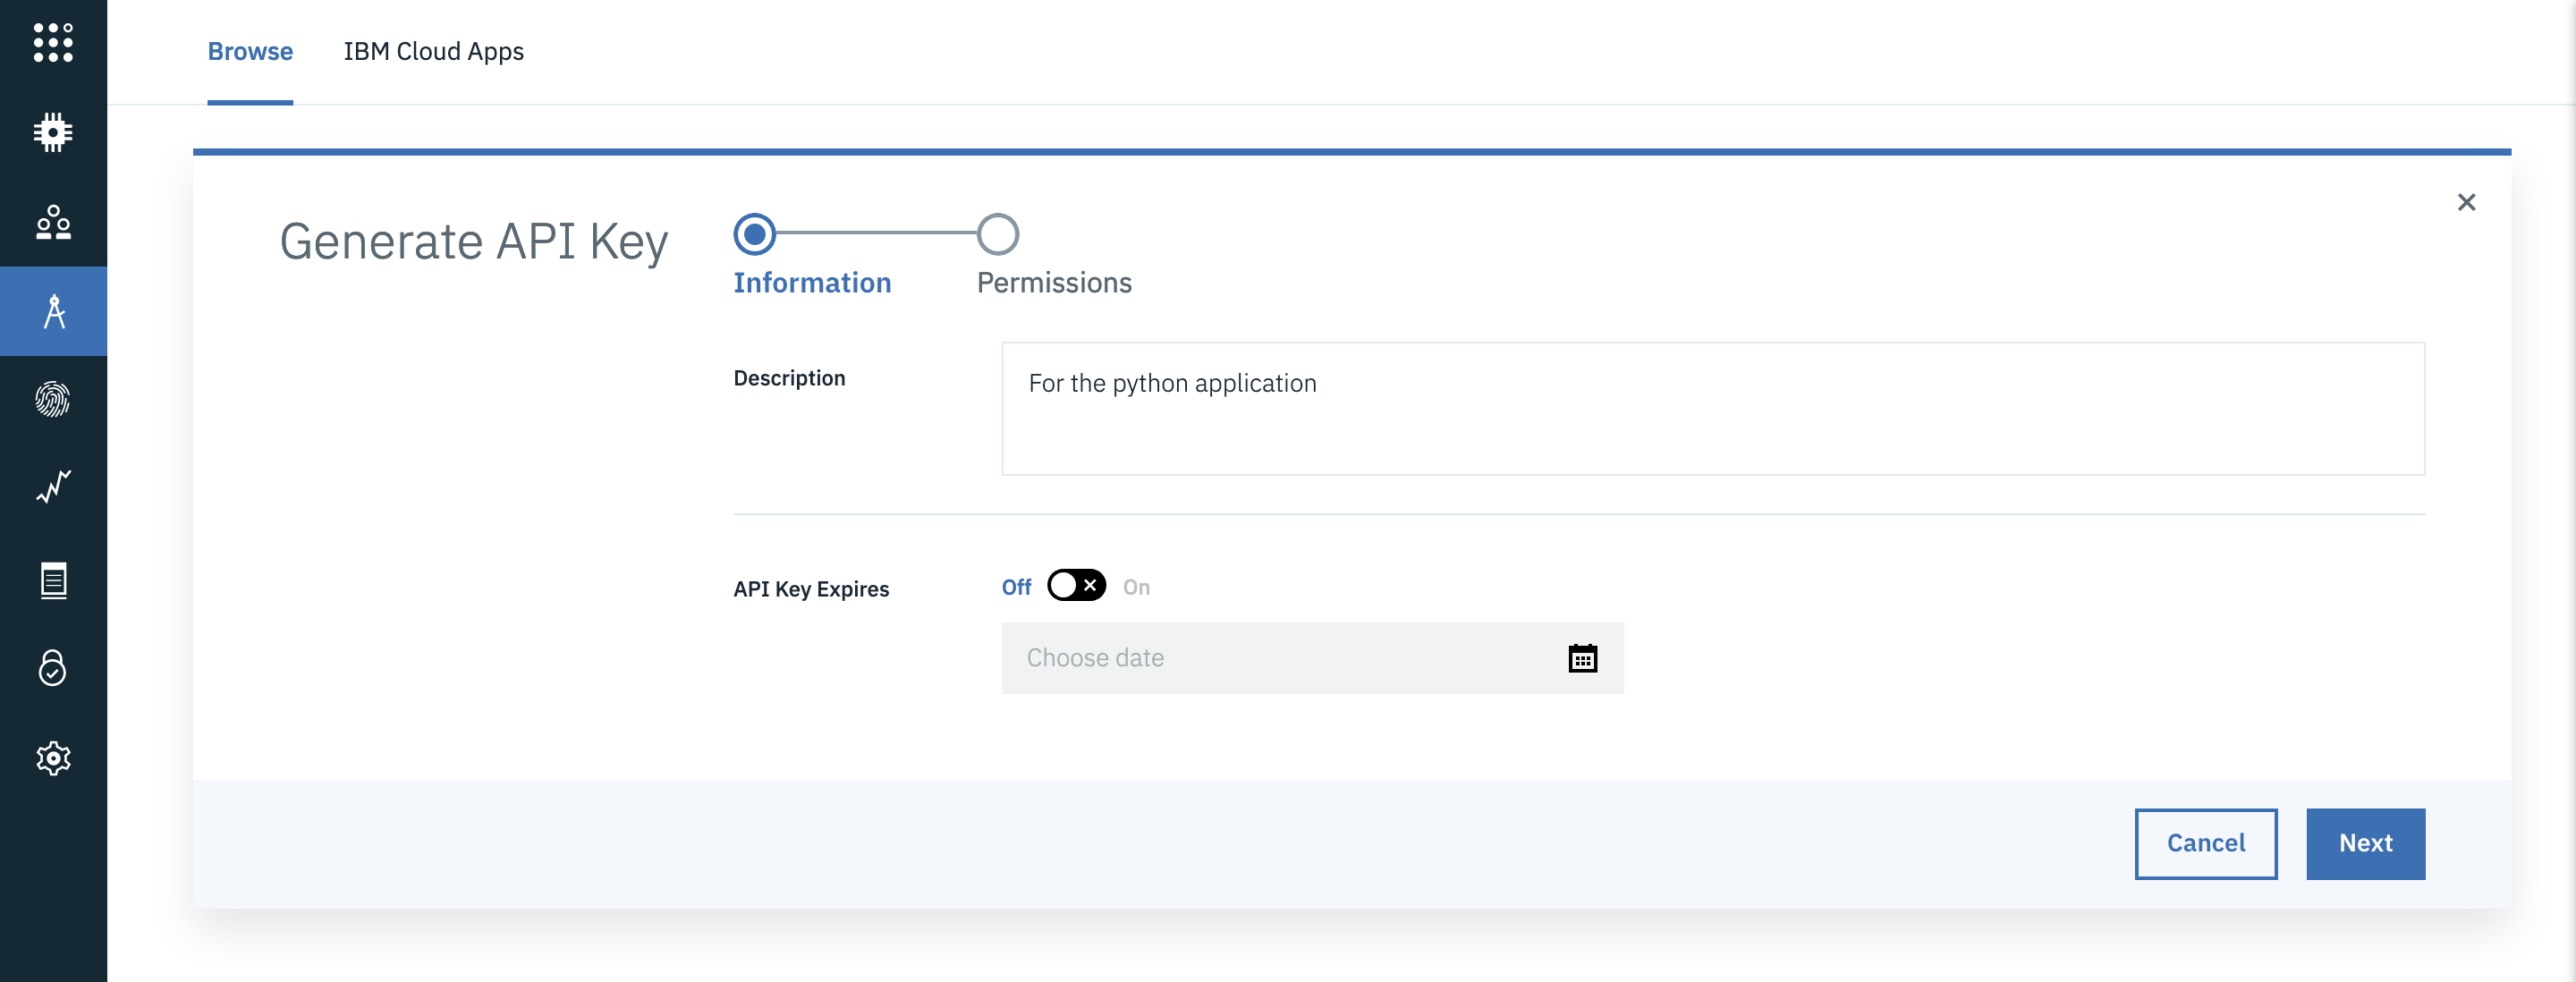 Browse IBM Cloud Apps
Generate API Key
Information Permissions
Description For the python application
API Key Expires Off On
Choose date
Cancel Next